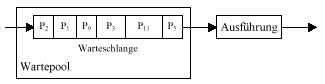 P₂ P₁ P₉ P₃ P₁₁ P₅ Ausführung
Warteschlange
Wartepool